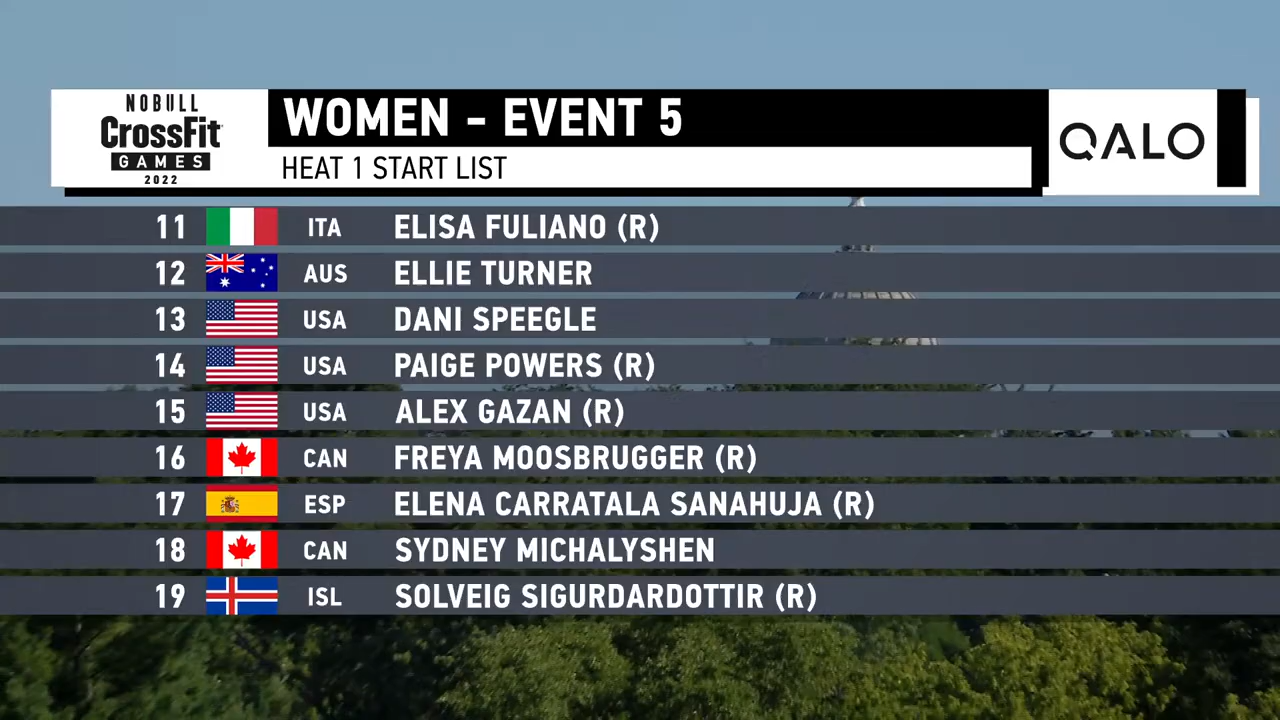 NOBULL
CrossFit
GAMES
2022
WOMEN - EVENT 5
HEAT 1 START LIST
QALO
11 ITA ELISA FULIANO (R)
12 AUS ELLIE TURNER
13 USA DANI SPEEGLE
14 USA PAIGE POWERS (R)
15 USA ALEX GAZAN (R)
16 CAN FREYA MOOSBRUGGER (R)
17 ESP ELENA CARRATALA SANAHUJA (R)
18 CAN SYDNEY MICHALYSHEN
19 ISL SOLVEIG SIGURDARDOTTIR (R)